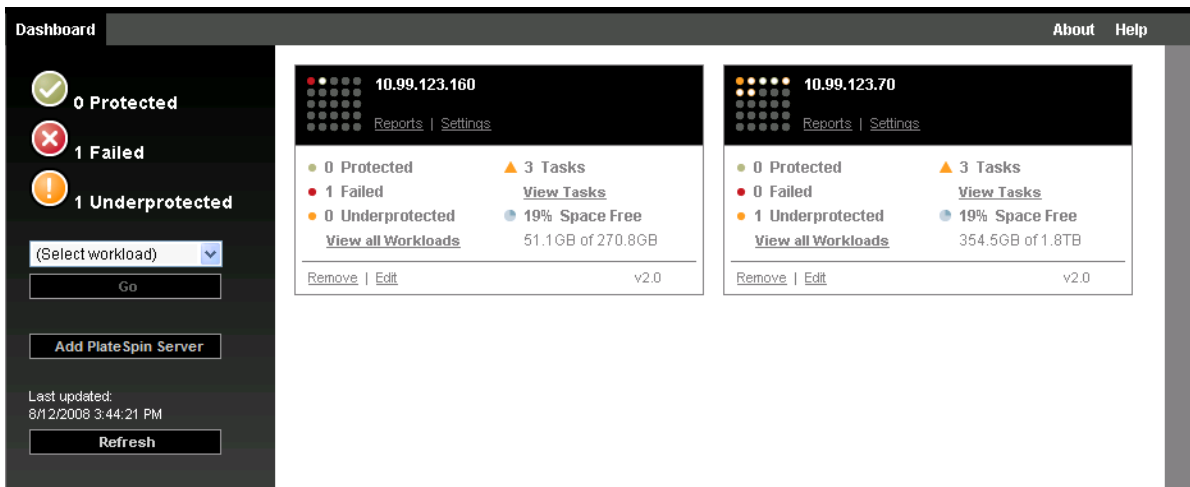 Dashboard
About Help
0 Protected
1 Failed
1 Underprotected
(Select workload)
Go
Add PlateSpin Server
Last updated:
8/12/2008 3:44:21 PM
Refresh
10.99.123.160
Reports | Settings
0 Protected
1 Failed
0 Underprotected
View all Workloads
3 Tasks
View Tasks
19% Space Free
51.1GB of 270.8GB
Remove | Edit
v2.0
10.99.123.70
Reports | Settings
0 Protected
0 Failed
1 Underprotected
View all Workloads
3 Tasks
View Tasks
19% Space Free
354.5GB of 1.8TB
Remove | Edit
v2.0